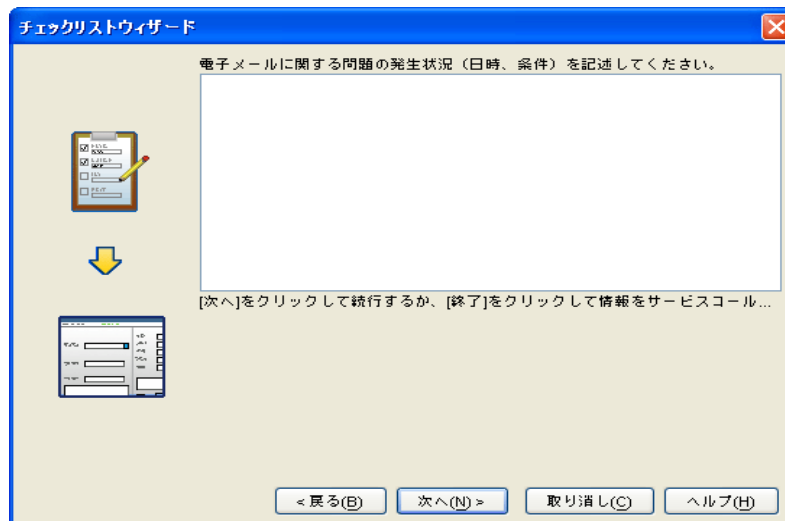 チェックリストウィザード
電子メールに関する問題の発生状況（日時、条件）を記述してください。
[次へ]をクリックして続行するか、[終了]をクリックして情報をサービスコール...
<戻る(B)
次へ(N)>
取り消し(C)
ヘルプ(H)